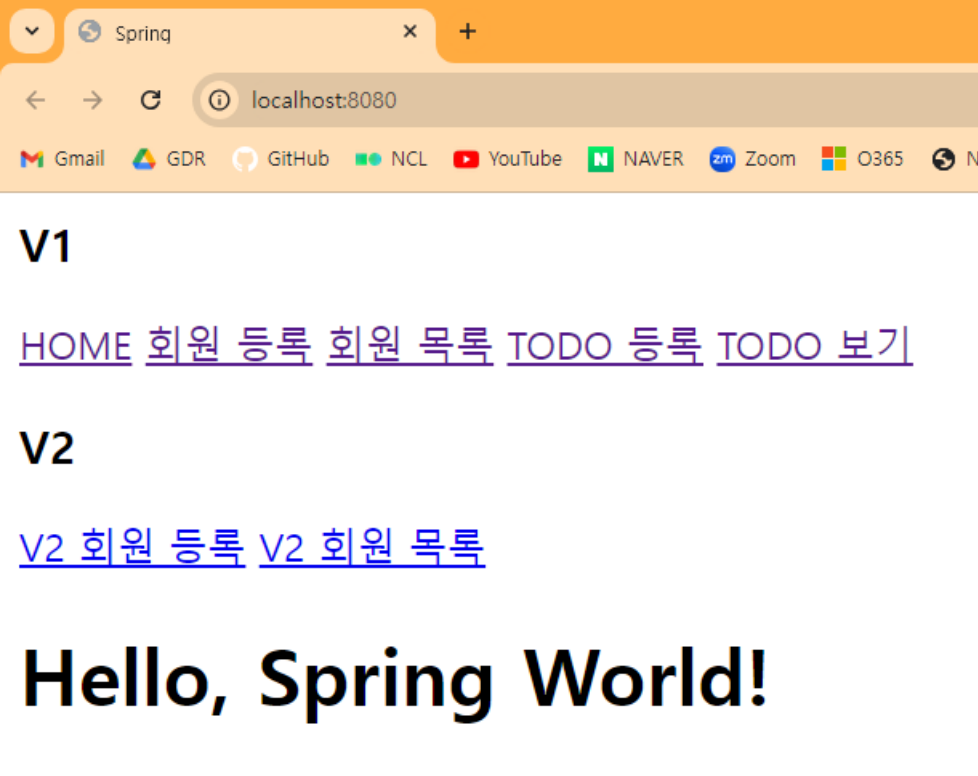 Spring
localhost:8080
Gmail GDR GitHub NCL YouTube NAVER zm Zoom O365 N
V1
HOME 회원 등록 회원 목록 TODO 등록 TODO 보기
V2
V2 회원 등록 V2 회원 목록
Hello, Spring World!